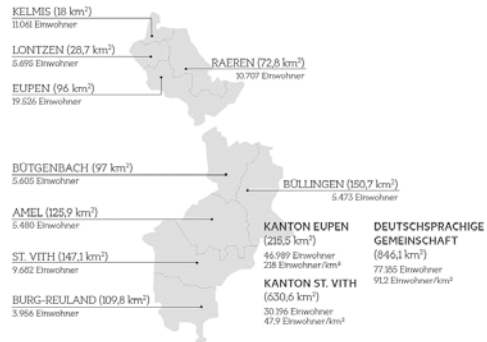 KELMIS (18 km²)
11.061 Einwohner
LONTZEN (28,7 km²)
5.695 Einwohner
RAEREN (72,8 km²)
10.707 Einwohner
EUPEN (96 km²)
19.526 Einwohner
BÜTGENBACH (97 km²)
5.605 Einwohner
BÜLLINGEN (150,7 km²)
5.473 Einwohner
AMEL (125,9 km²)
5.480 Einwohner
ST. VITH (147,1 km²)
9.682 Einwohner
BURG-REULAND (109,8 km²)
3.956 Einwohner
KANTON EUPEN
(215,5 km²)
46.989 Einwohner
218 Einwohner/km²
KANTON ST. VITH
(630,6 km²)
30.196 Einwohner
47,9 Einwohner/km²
DEUTSCHSPRACHIGE
GEMEINSCHAFT
(846,1 km²)
77.185 Einwohner
91,2 Einwohner/km²